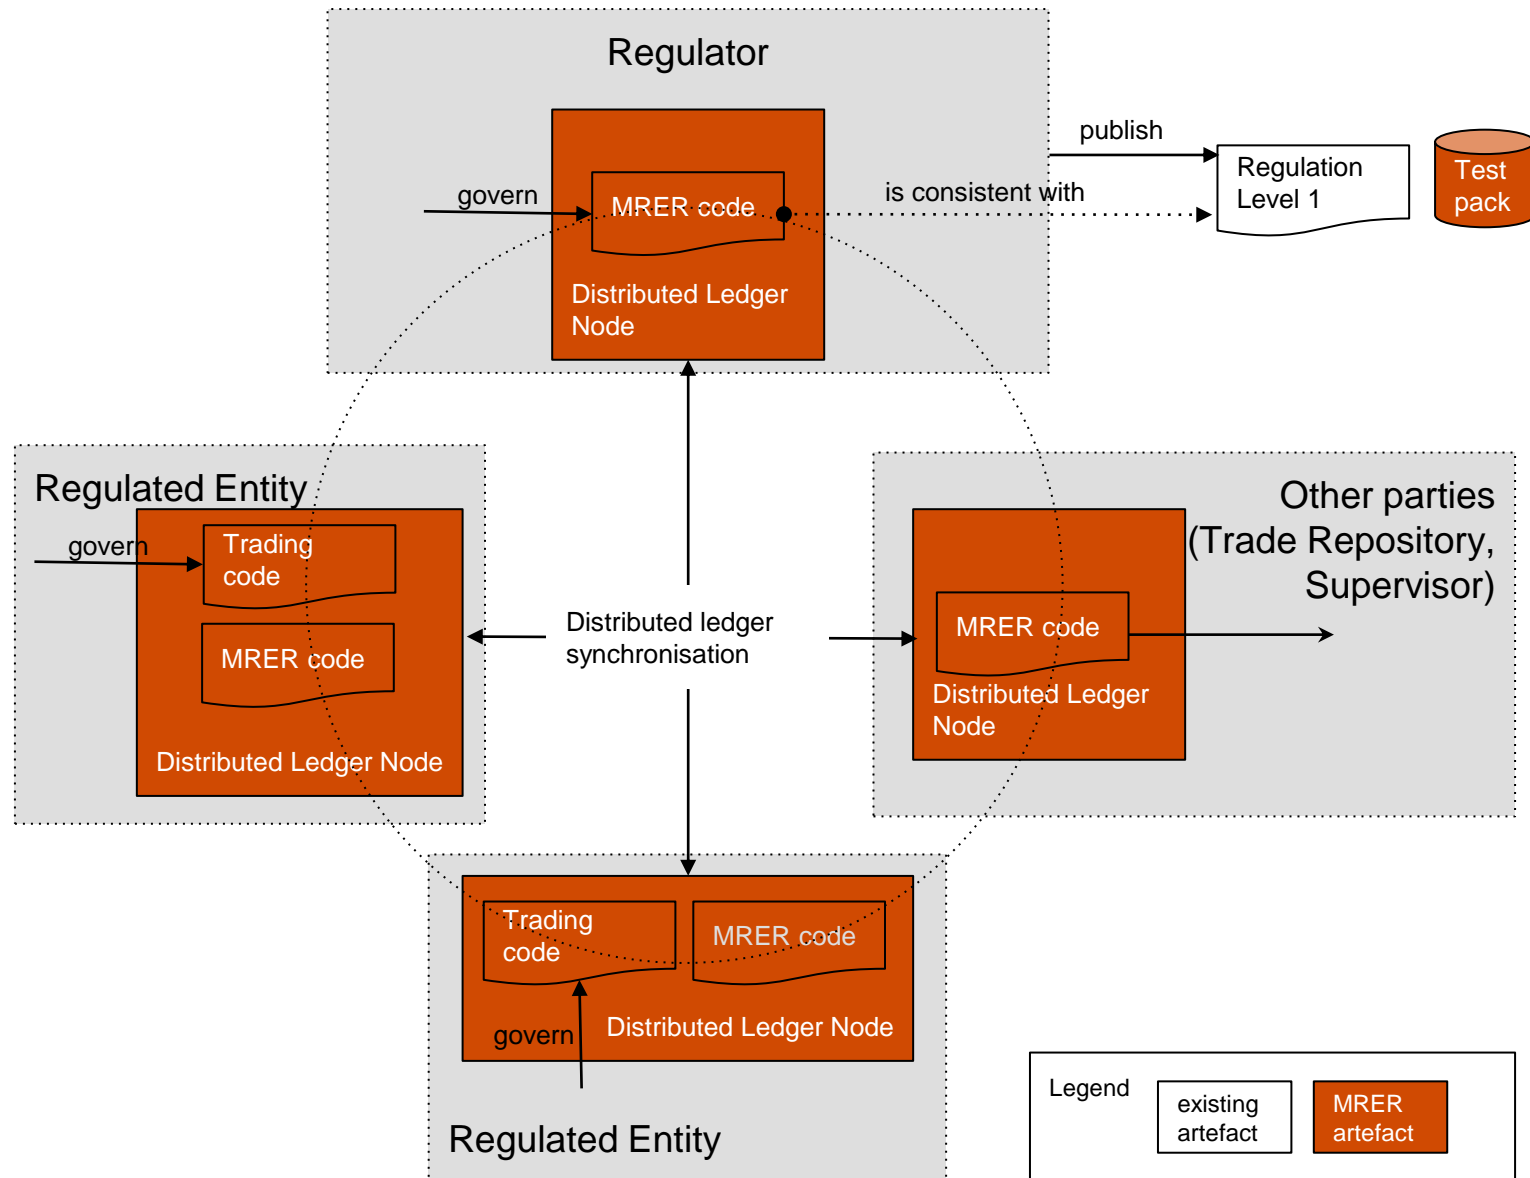 Regulator
publish
Regulation
Level 1
Test
pack
govern
MRER code
is consistent with
Distributed Ledger
Node
Regulated Entity
govern
Trading
code
MRER code
Distributed Ledger Node
Distributed ledger
synchronisation
Other parties
(Trade Repository,
Supervisor)
MRER code
Distributed Ledger
Node
Trading
code
MRER code
govern
Distributed Ledger Node
Regulated Entity
Legend
existing
artefact
MRER
artefact